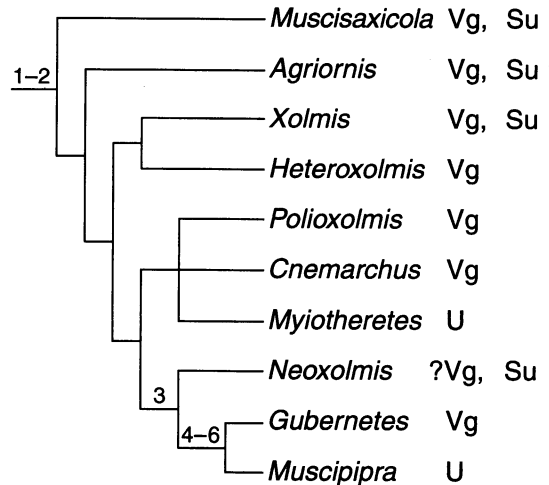 Muscisaxicola Vg, Su
1–2
Agriornis Vg, Su
Xolmis Vg, Su
Heteroxolmis Vg
Polioxolmis Vg
Cnemarchus Vg
Myiotheretes U
Neoxolmis ?Vg, Su
3
Gubernetes Vg
4–6
Muscipipra U